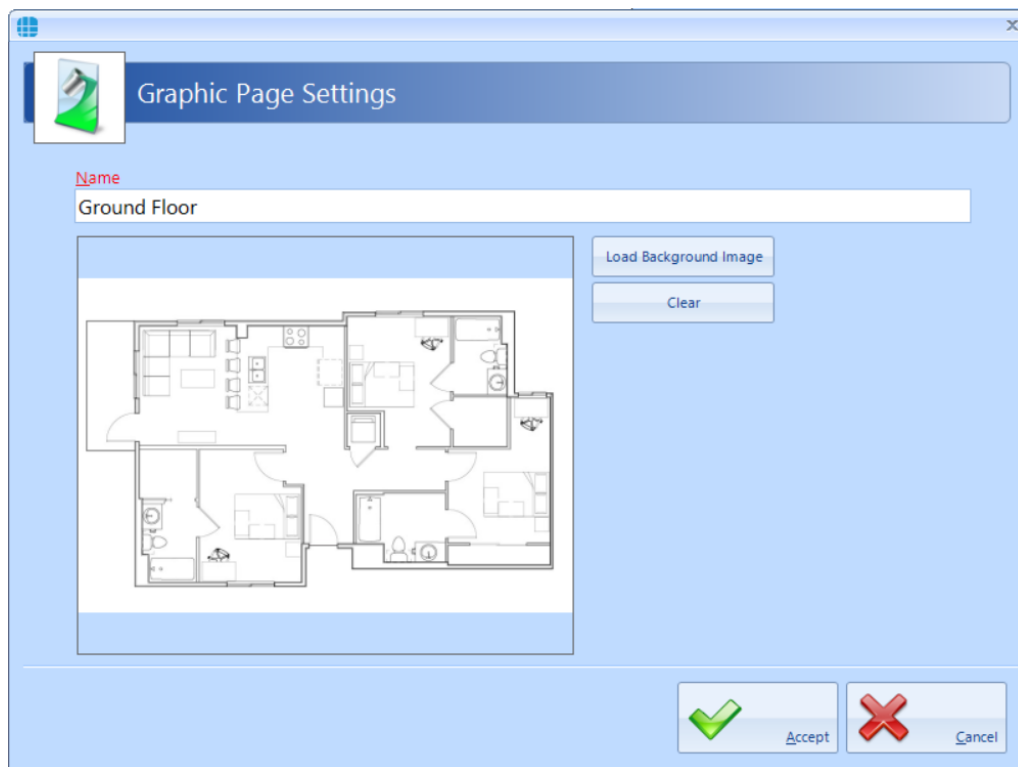 Graphic Page Settings
Name
Ground Floor
Load Background Image
Clear
Accept
Cancel